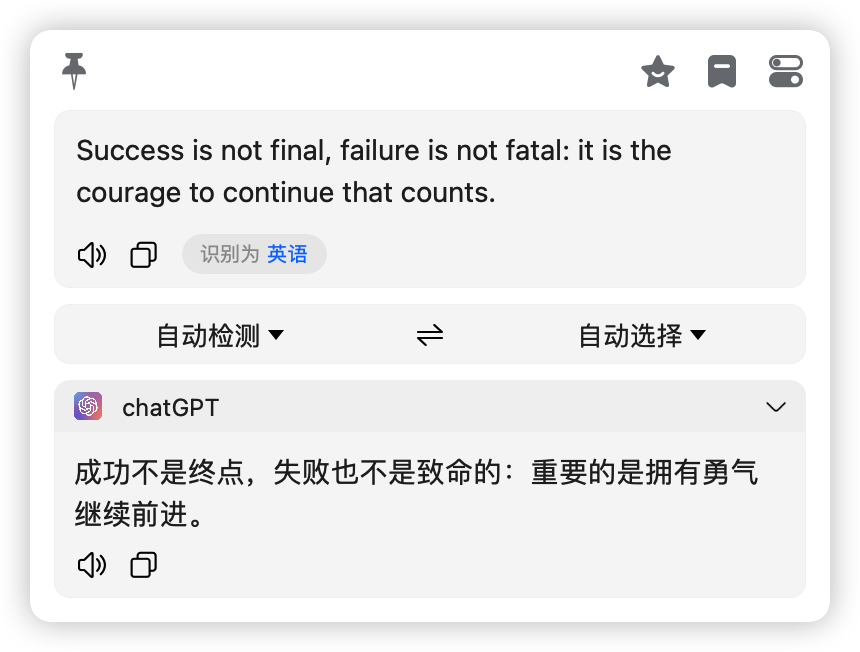 Success is not final, failure is not fatal: it is the
courage to continue that counts.
识别为 英语
自动检测
自动选择
chatGPT
成功不是终点，失败也不是致命的：重要的是拥有勇气
继续前进。